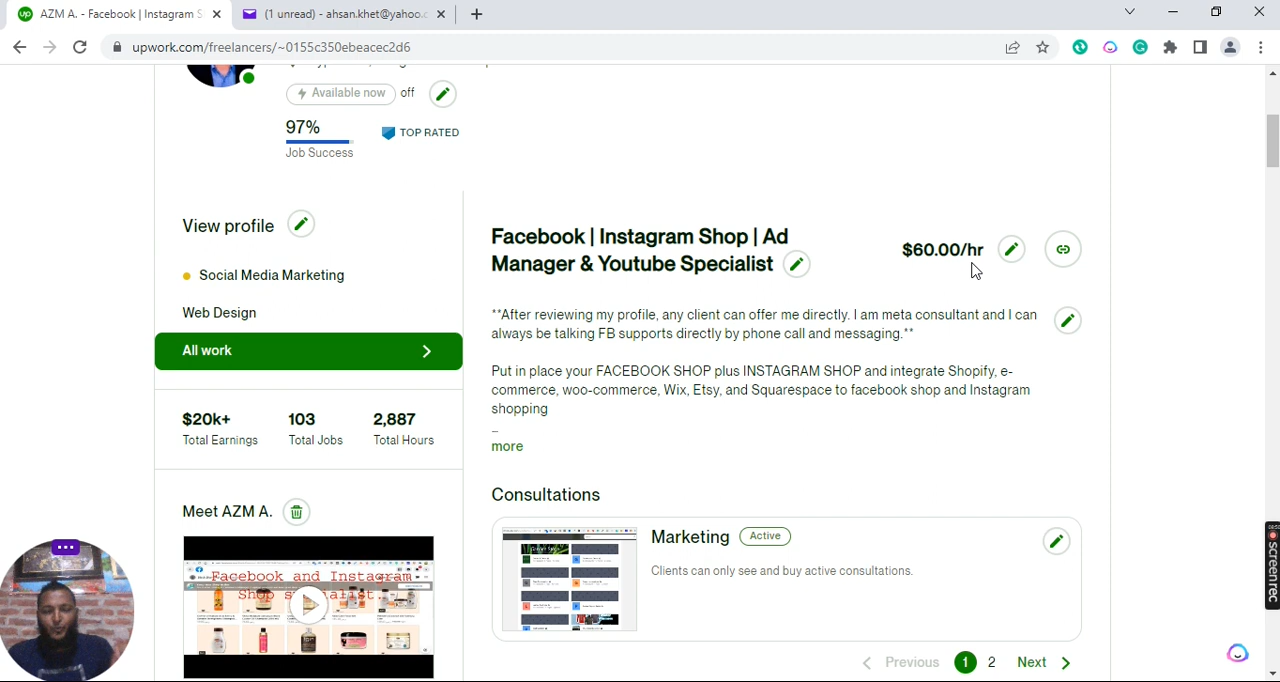 AZM A. - Facebook | Instagram S
(1 unread) - ahsan.khet@yahoo.c
upwork.com/freelancers/~0155c350ebeacec2d6
Available now off
97%
TOP RATED
Job Success
View profile
Social Media Marketing
Web Design
All work
$20k+ 103 2,887
Total Earnings Total Jobs Total Hours
Meet AZM A.
Facebook and Instagram
Facebook | Instagram Shop | Ad
Manager & Youtube Specialist
$60.00/hr
**After reviewing my profile, any client can offer me directly. I am meta consultant and I can
always be talking FB supports directly by phone call and messaging.**
Put in place your FACEBOOK SHOP plus INSTAGRAM SHOP and integrate Shopify, e-
commerce, woo-commerce, Wix, Etsy, and Squarespace to facebook shop and Instagram
shopping
_
more
Consultations
Marketing Active
Clients can only see and buy active consultations.
Previous 1 2 Next
Screenrec